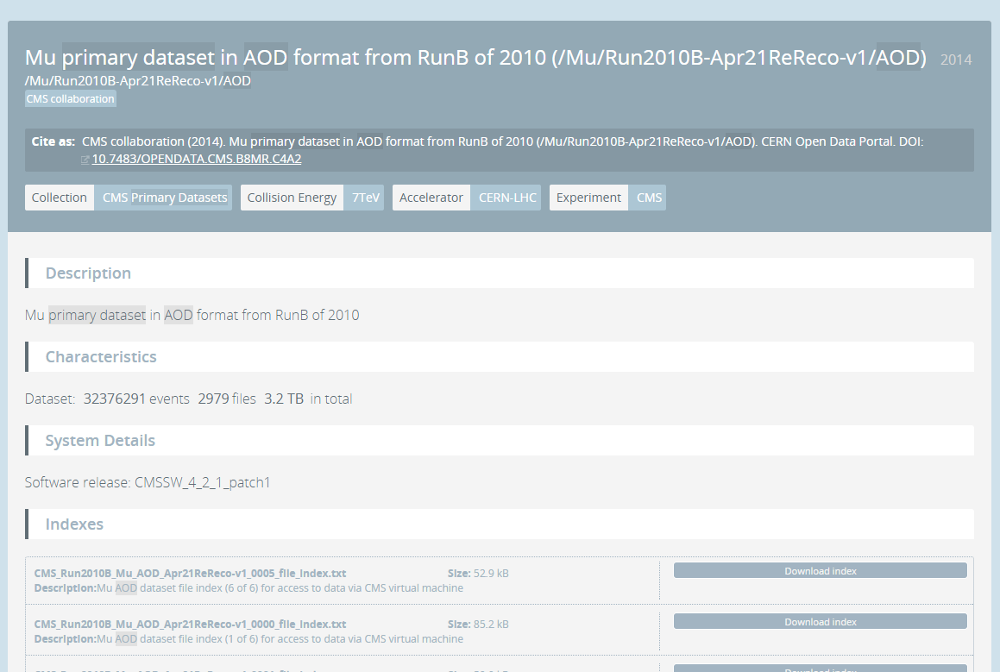 Mu primary dataset in AOD format from RunB of 2010 (/Mu/Run2010B-Apr21ReReco-v1/AOD) 2014
/Mu/Run2010B-Apr21ReReco-v1/AOD
CMS collaboration
Cite as: CMS collaboration (2014). Mu primary dataset in AOD format from RunB of 2010 (/Mu/Run2010B-Apr21ReReco-v1/AOD). CERN Open Data Portal. DOI:
10.7483/OPENDATA.CMS.B8MR.C4A2
Collection CMS Primary Datasets Collision Energy 7TeV Accelerator CERN-LHC Experiment CMS
Description
Mu primary dataset in AOD format from RunB of 2010
Characteristics
Dataset: 32376291 events 2979 files 3.2 TB in total
System Details
Software release: CMSSW_4_2_1_patch1
Indexes
CMS_Run2010B_Mu_AOD_Apr21ReReco-v1_0005_file_index.txt Size: 52.9 kB Download index
Description:Mu AOD dataset file index (6 of 6) for access to data via CMS virtual machine
CMS_Run2010B_Mu_AOD_Apr21ReReco-v1_0000_file_index.txt Size: 85.2 kB Download index
Description:Mu AOD dataset file index (1 of 6) for access to data via CMS virtual machine
Download index